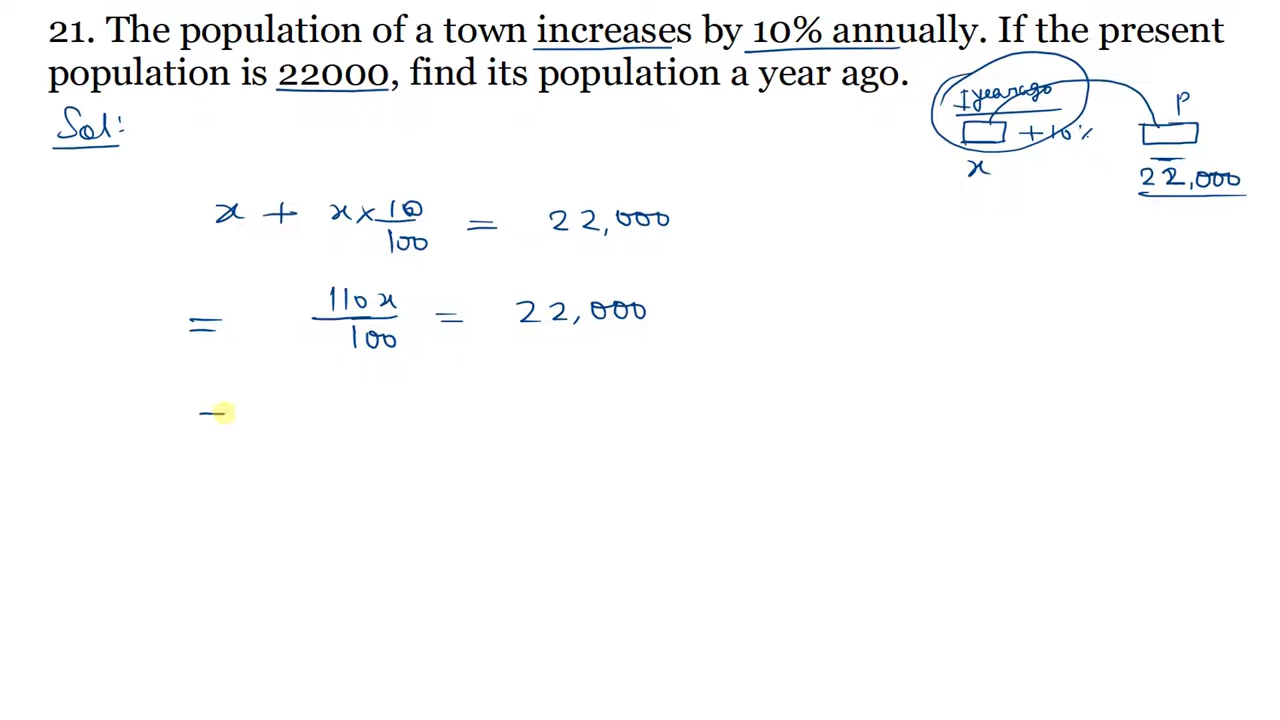 21. The population of a town increases by 10% annually. If the present
population is 22000, find its population a year ago.
Sol:
1 year ago
P
+10%
x
22,000
x + x × 10/100 = 22,000
= 110x/100 = 22,000